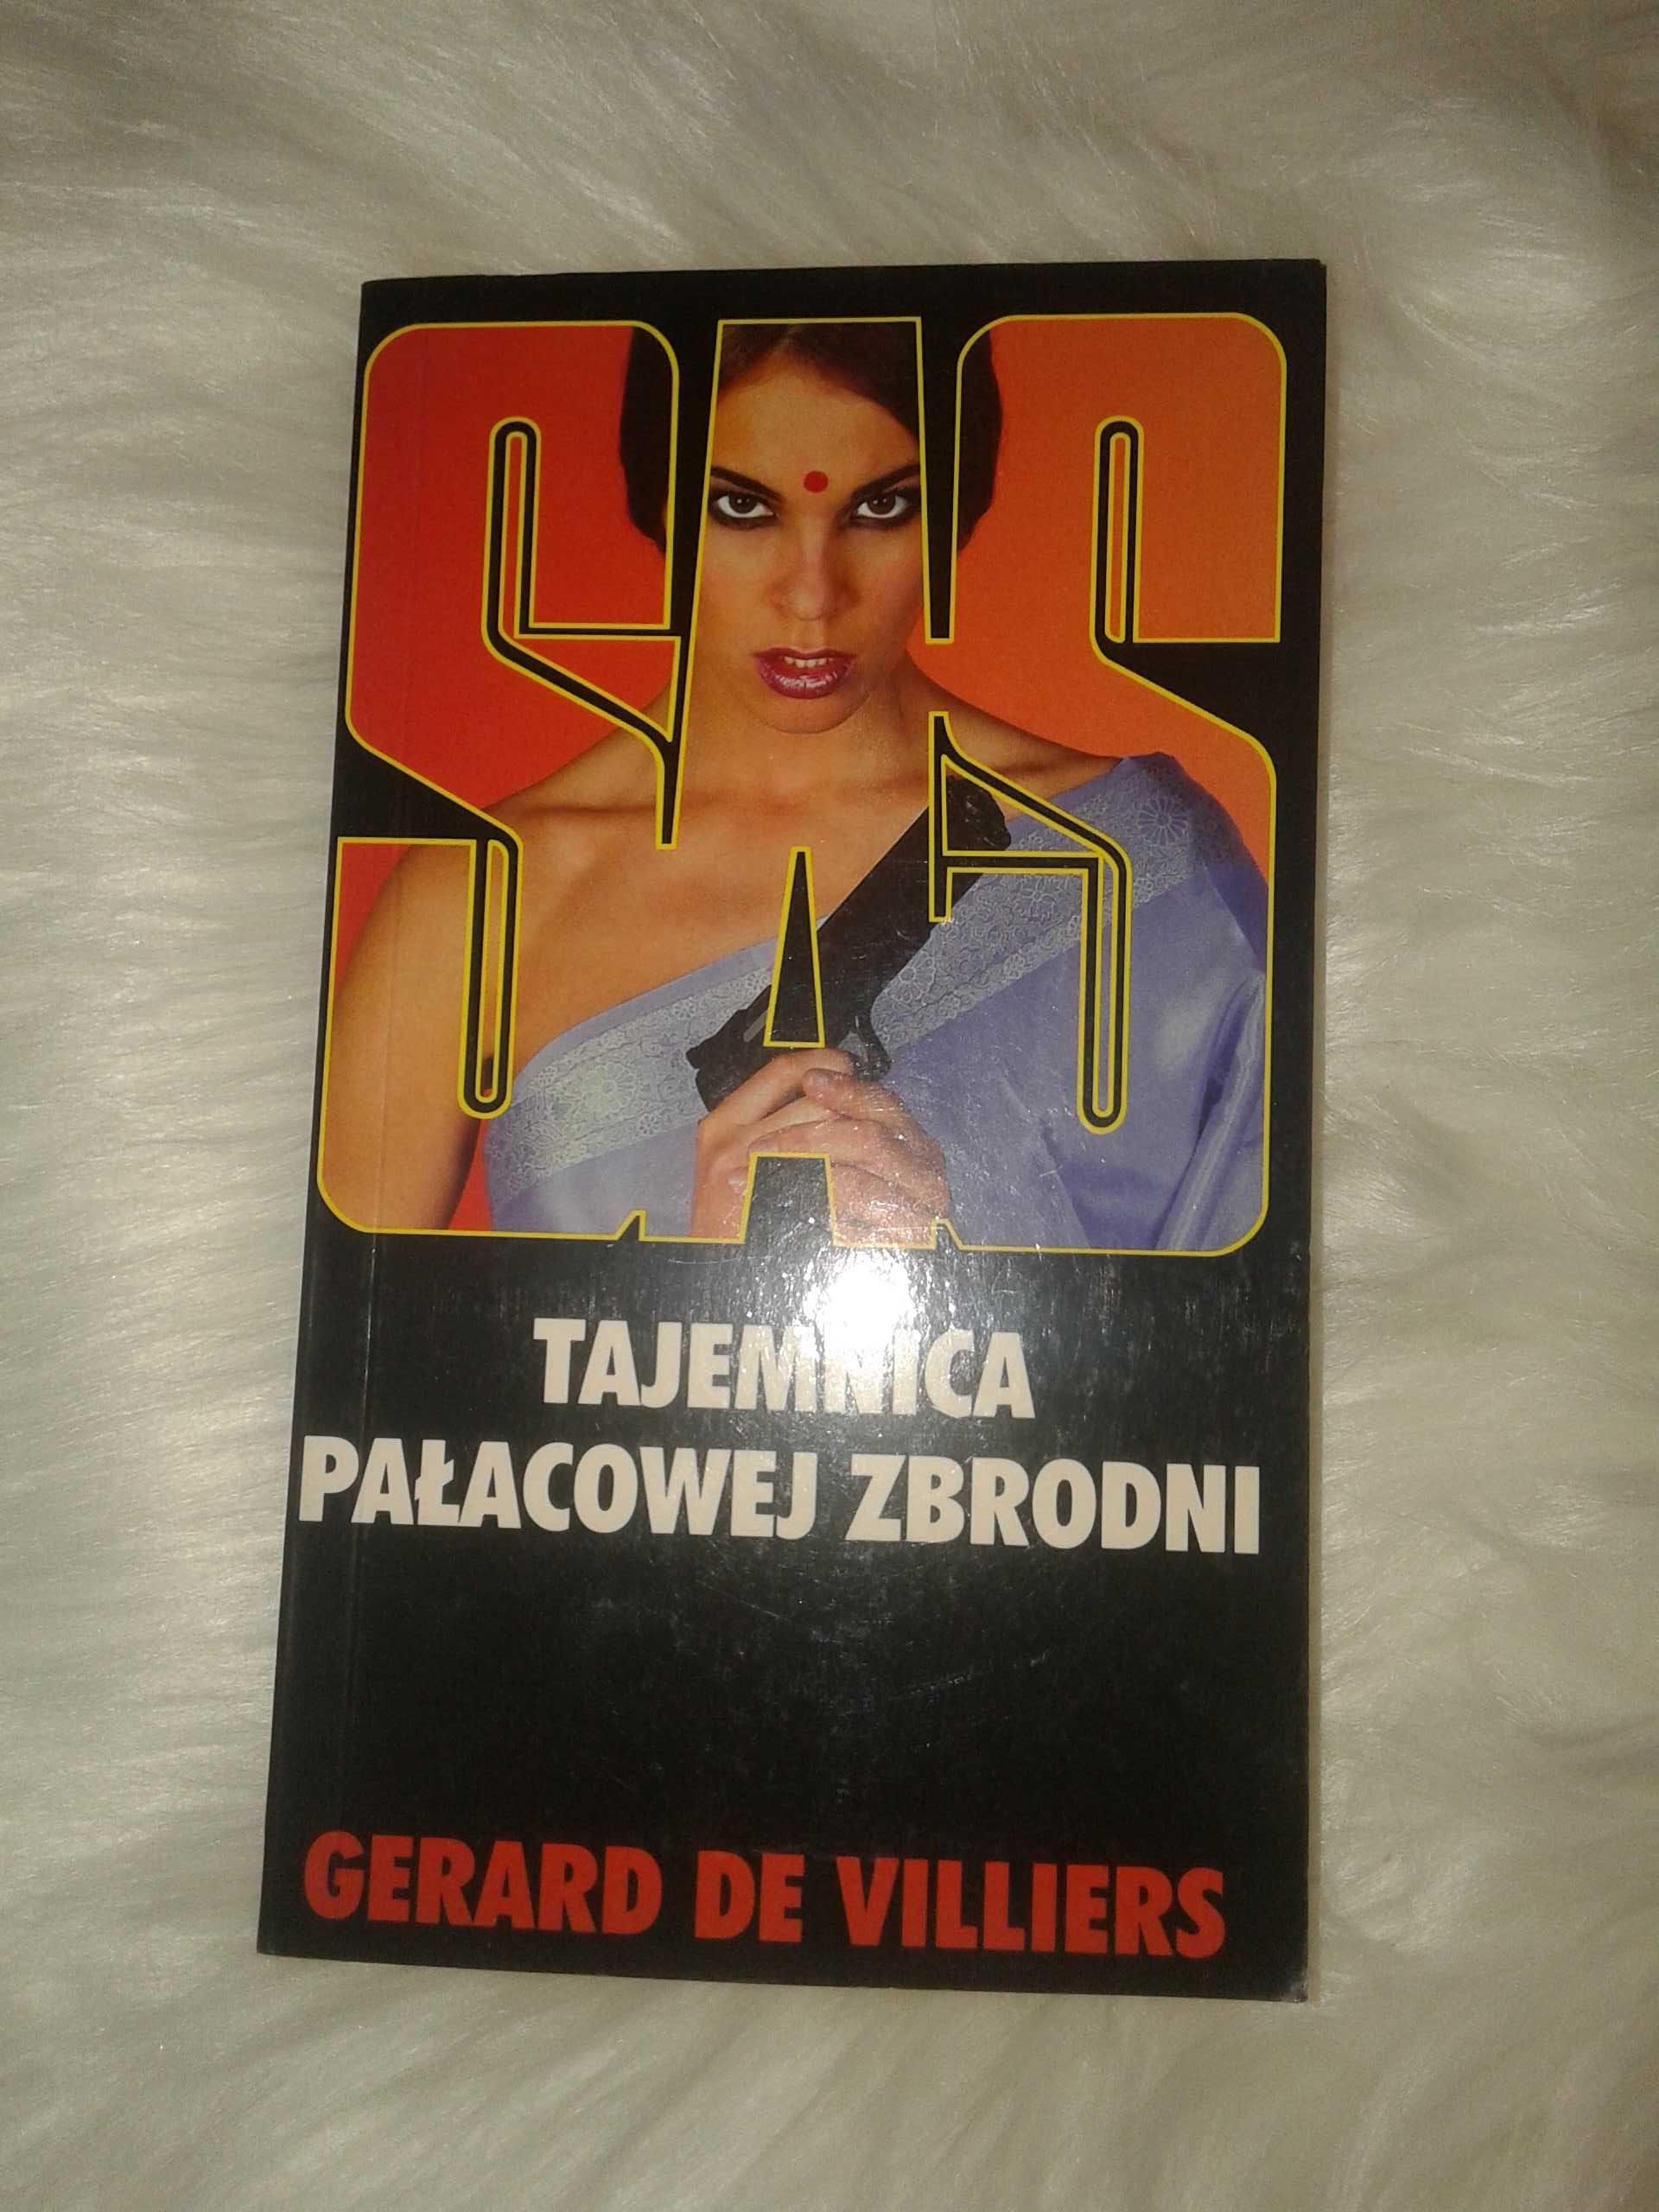 SAS
TAJEMNICA
PAŁACOWEJ ZBRODNI
GERARD DE VILLIERS